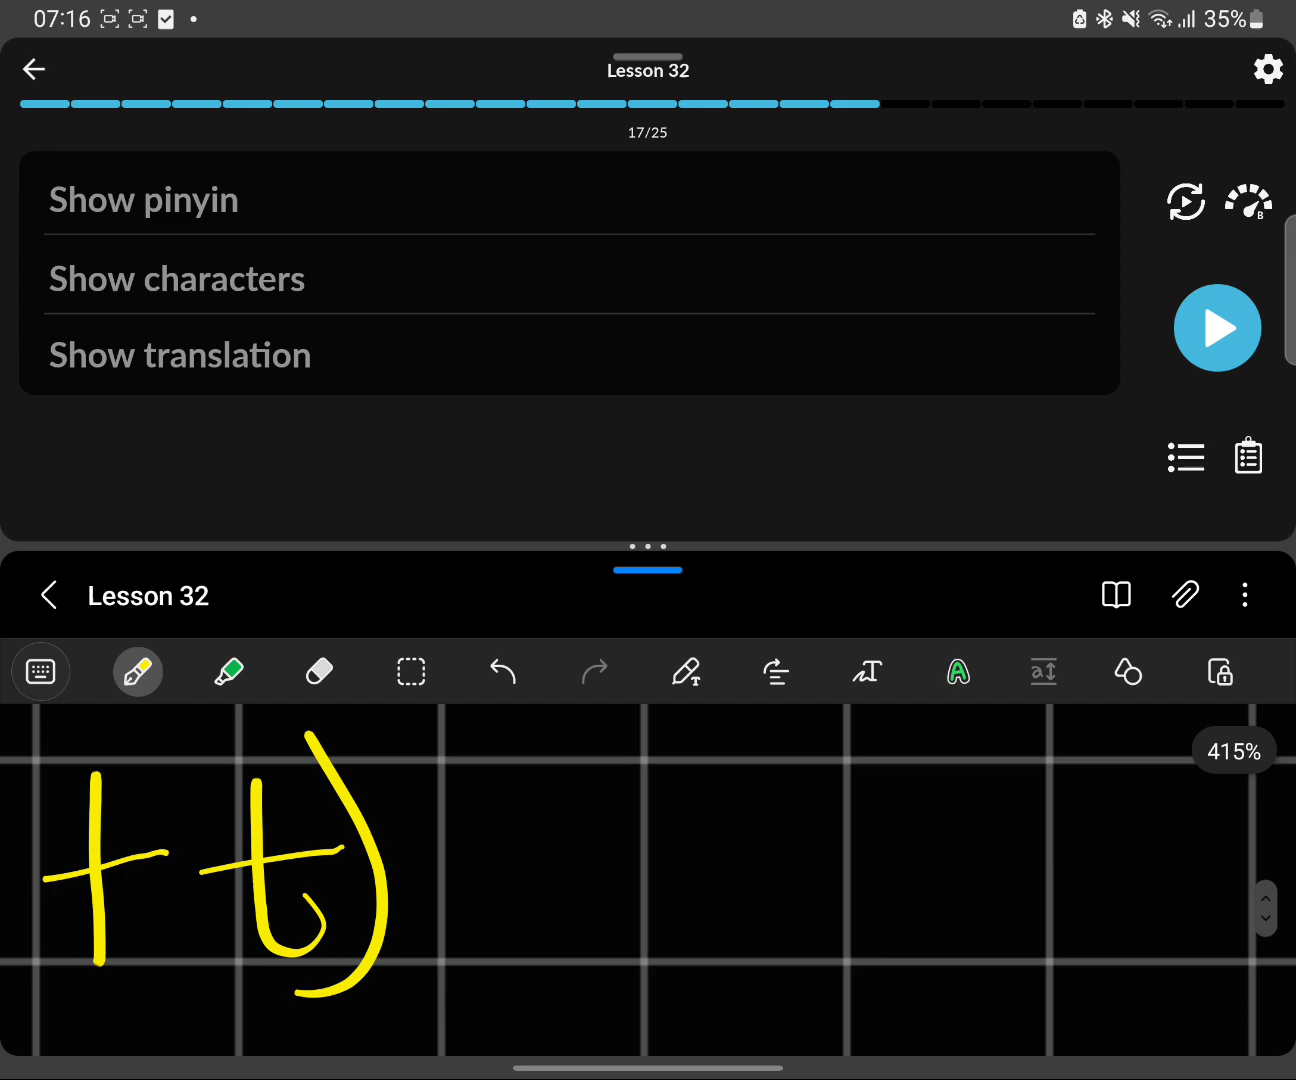 07:16 35%
Lesson 32
17/25
Show pinyin
Show characters
Show translation
B
Lesson 32
T T A a
415%
十七)